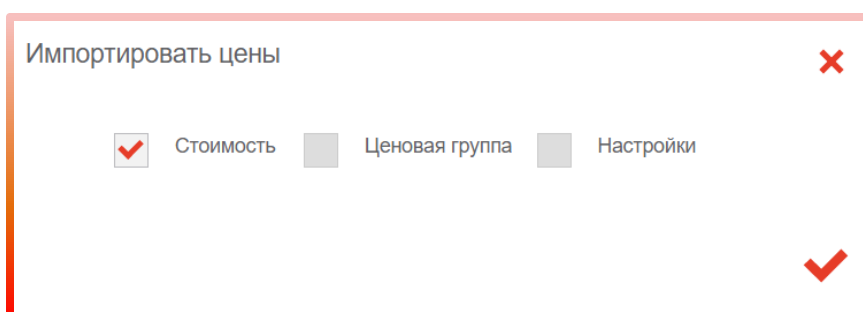 Импортировать цены
Стоимость Ценовая группа Настройки